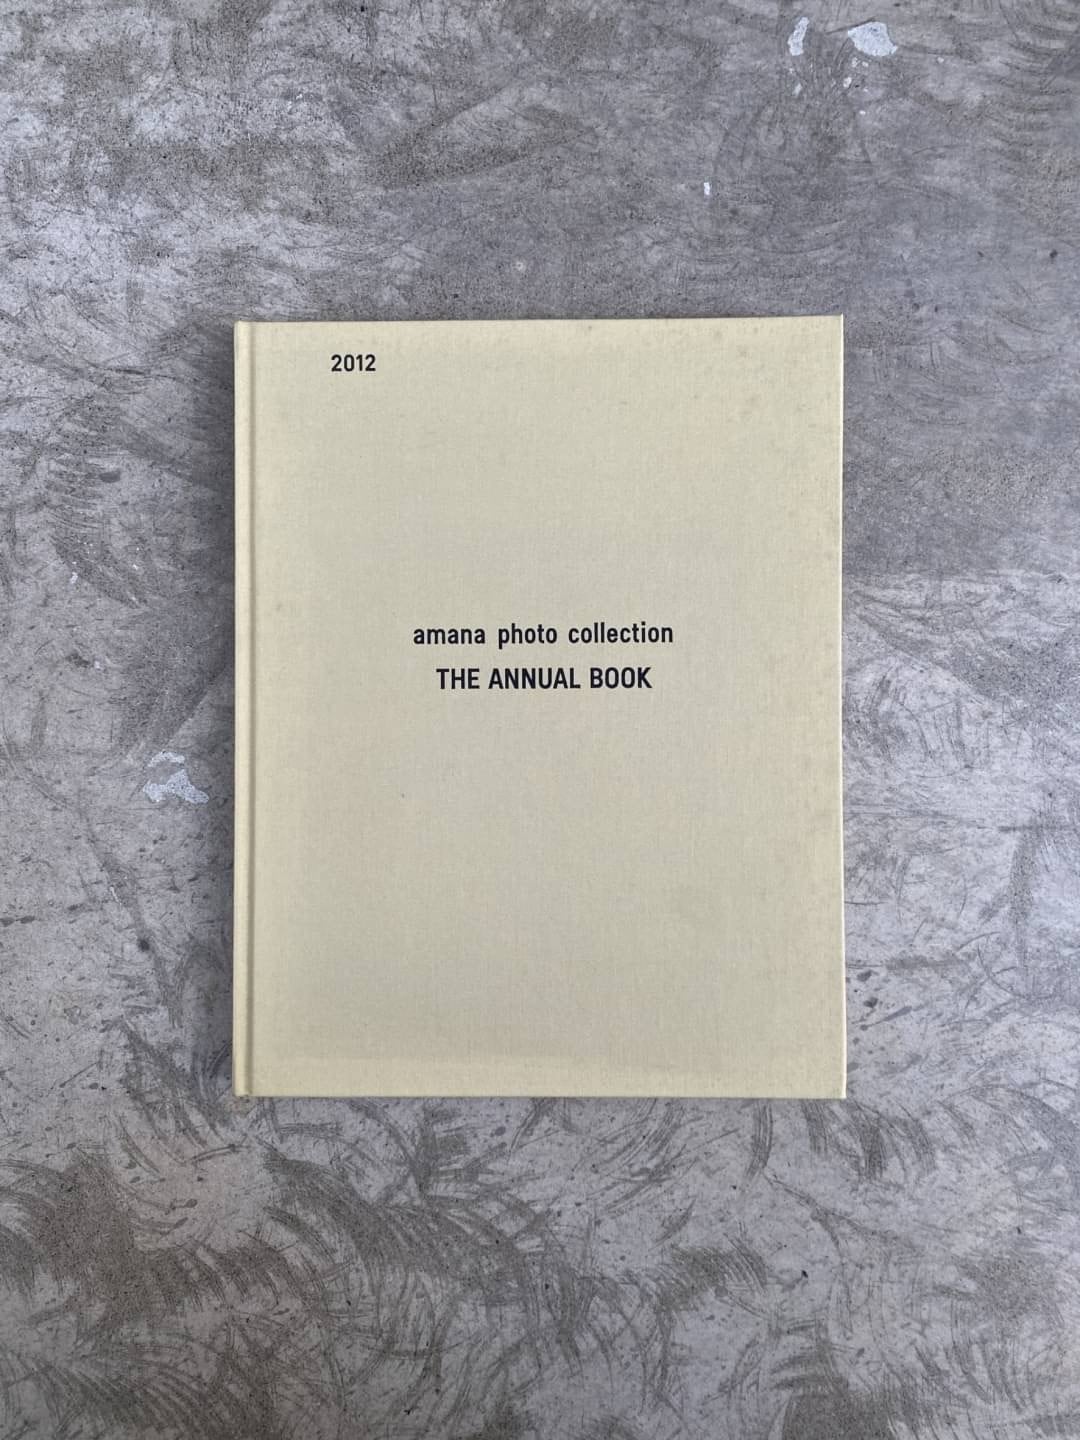 2012
amana photo collection
THE ANNUAL BOOK